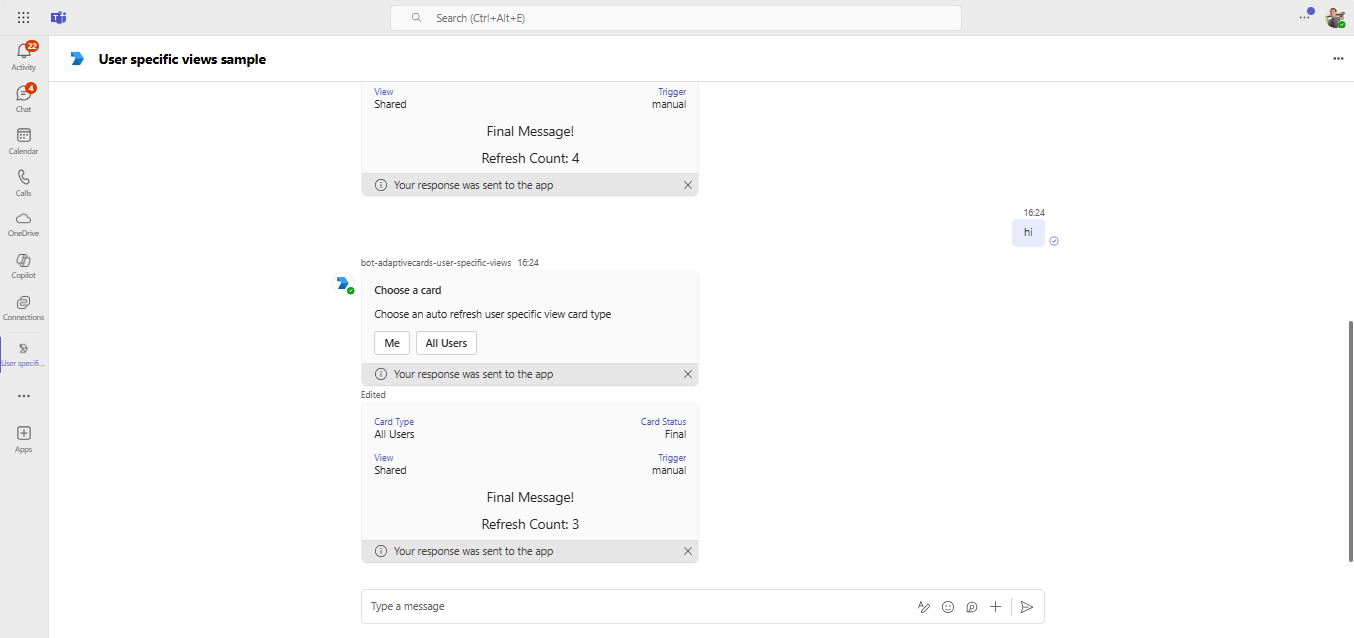 Search (Ctrl+Alt+E)
22
Activity
4
Chat
Calendar
Calls
OneDrive
Copilot
Connections
User specifi...
Apps
User specific views sample
View Trigger
Shared manual
Final Message!
Refresh Count: 4
Your response was sent to the app
16:24
hi
bot-adaptivecards-user-specific-views 16:24
Choose a card
Choose an auto refresh user specific view card type
Me All Users
Your response was sent to the app
Edited
Card Type Card Status
All Users Final
View Trigger
Shared manual
Final Message!
Refresh Count: 3
Your response was sent to the app
Type a message